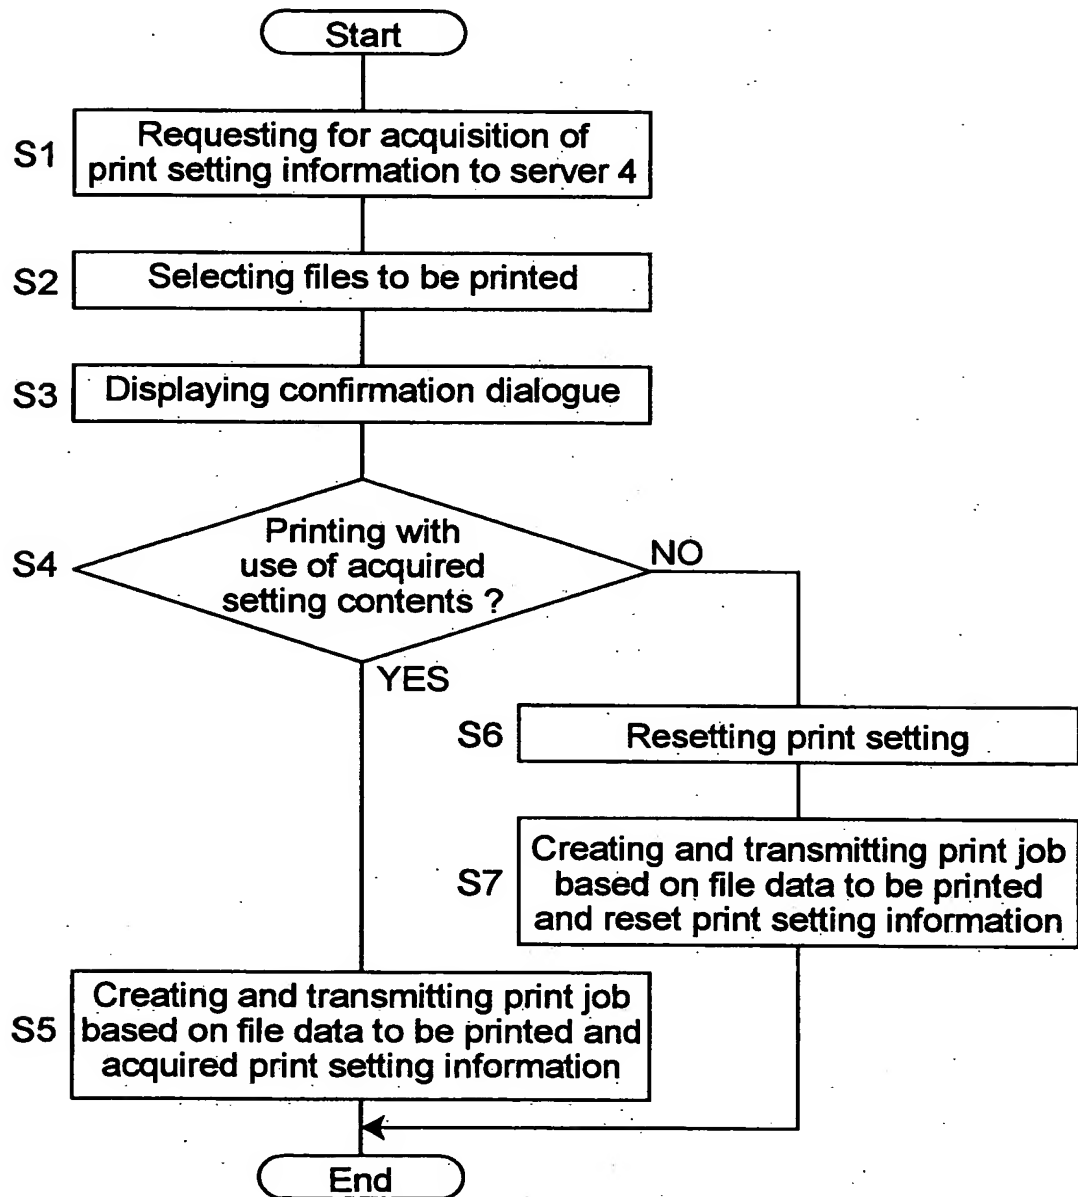 Start
S1
Requesting for acquisition of
print setting information to server 4
S2
Selecting files to be printed
S3
Displaying confirmation dialogue
S4
Printing with
use of acquired
setting contents ?
NO
YES
S6
Resetting print setting
S7
Creating and transmitting print job
based on file data to be printed
and reset print setting information
S5
Creating and transmitting print job
based on file data to be printed and
acquired print setting information
End